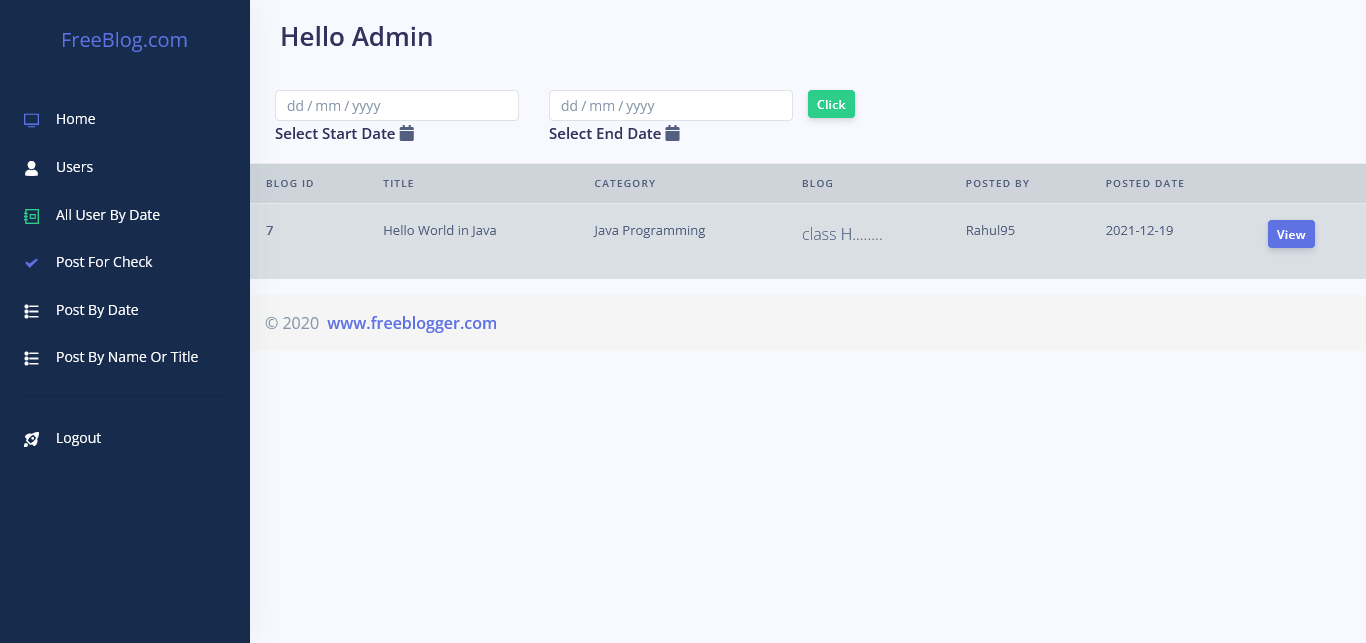 FreeBlog.com
Home
Users
All User By Date
Post For Check
Post By Date
Post By Name Or Title
Logout
Hello Admin
dd / mm / yyyy dd / mm / yyyy Click
Select Start Date Select End Date
BLOG ID TITLE CATEGORY BLOG POSTED BY POSTED DATE
7 Hello World in Java Java Programming class H........ Rahul95 2021-12-19 View
© 2020 www.freeblogger.com